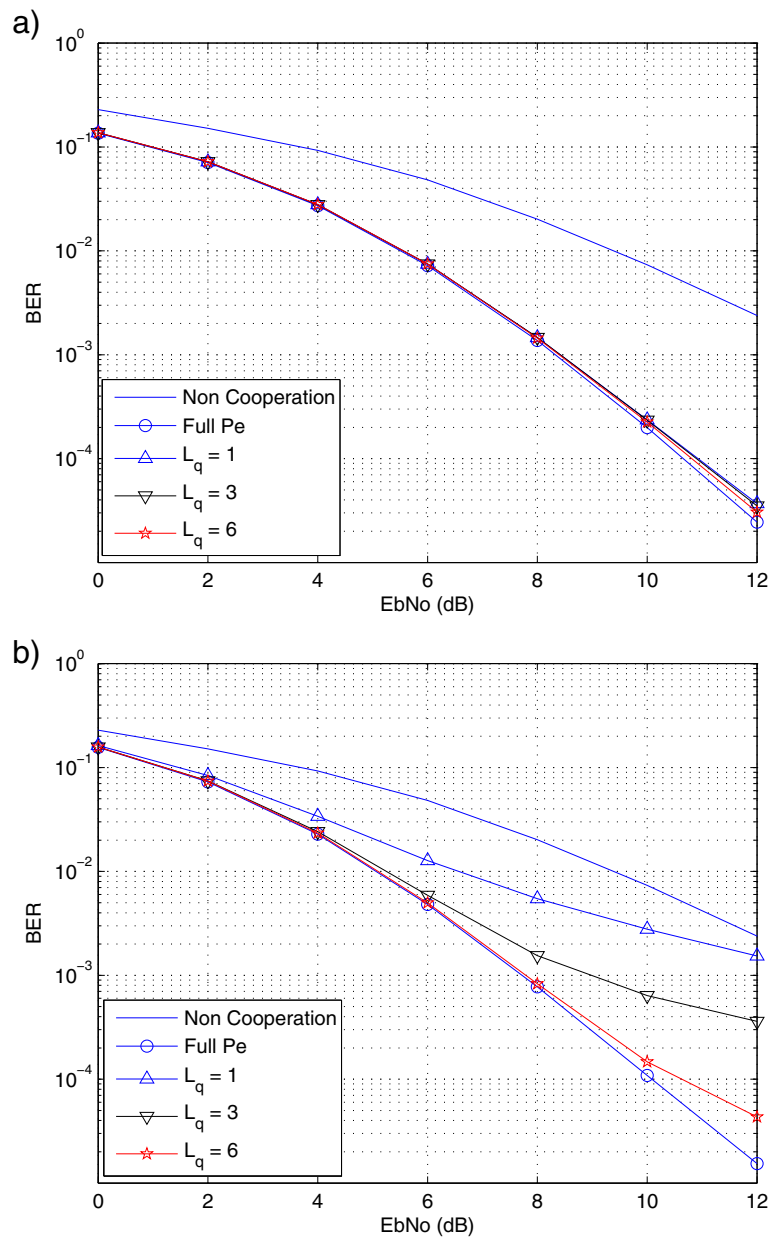 a)
10^0
10^-1
10^-2
10^-3
10^-4
BER
Non Cooperation
Full Pe
L_q = 1
L_q = 3
L_q = 6
0 2 4 6 8 10 12
EbNo (dB)
b)
10^0
10^-1
10^-2
10^-3
10^-4
BER
Non Cooperation
Full Pe
L_q = 1
L_q = 3
L_q = 6
0 2 4 6 8 10 12
EbNo (dB)